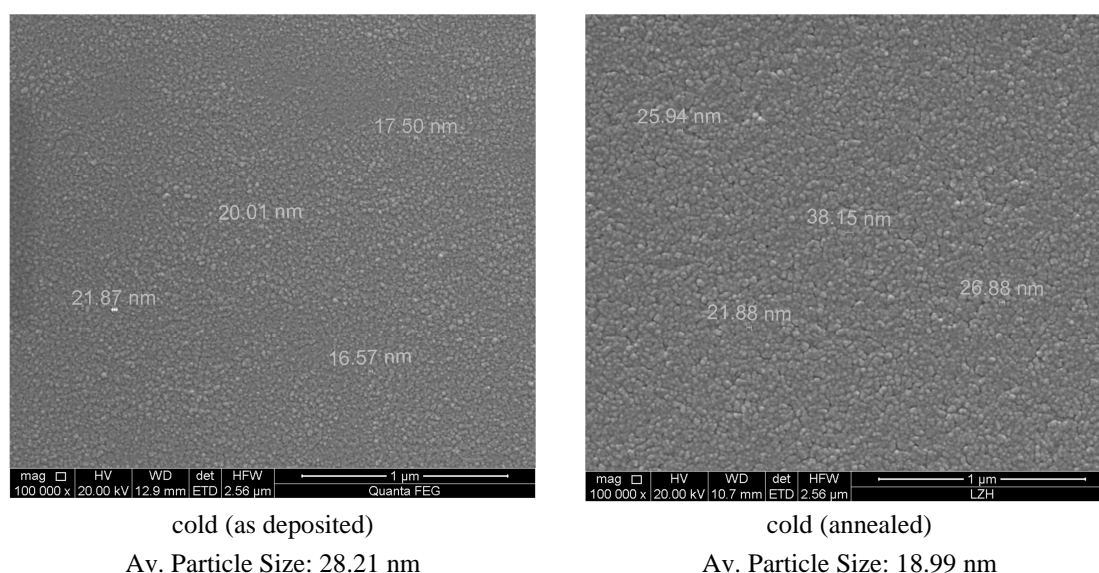 17.50 nm
20.01 nm
21.87 nm
16.57 nm
mag HV WD det HFW 1 µm
100 000 x 20.00 kV 12.9 mm ETD 2.56 µm Quanta FEG
cold (as deposited)
Av. Particle Size: 28.21 nm
25.94 nm
38.15 nm
26.88 nm
21.88 nm
mag HV WD det HFW 1 µm
100 000 x 20.00 kV 10.7 mm ETD 2.56 µm LZH
cold (annealed)
Av. Particle Size: 18.99 nm